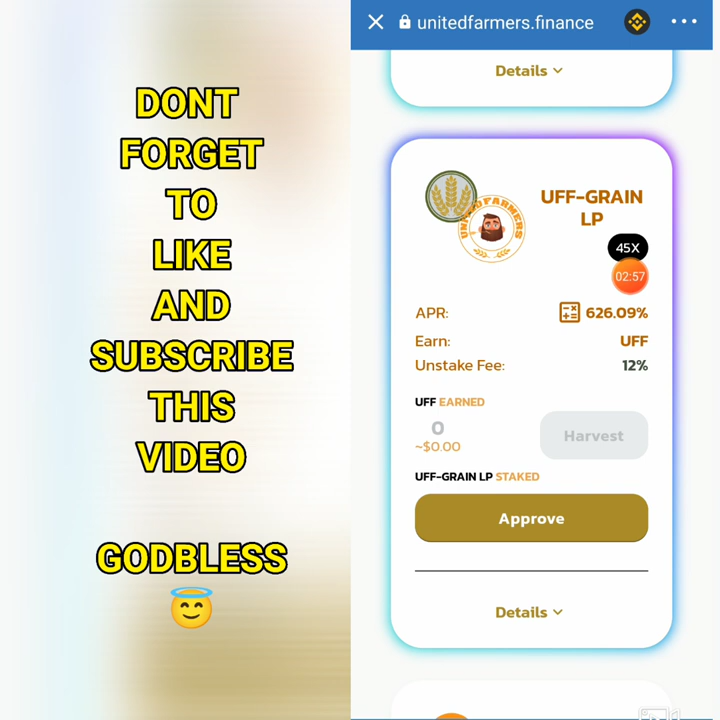 DONT
FORGET
TO
LIKE
AND
SUBSCRIBE
THIS
VIDEO
GODBLESS
unitedfarmers.finance
Details
UNITEDFARMERS
UFF-GRAIN
LP
45X
02:57
APR: 626.09%
Earn: UFF
Unstake Fee: 12%
UFF EARNED
0
~$0.00
Harvest
UFF-GRAIN LP STAKED
Approve
Details